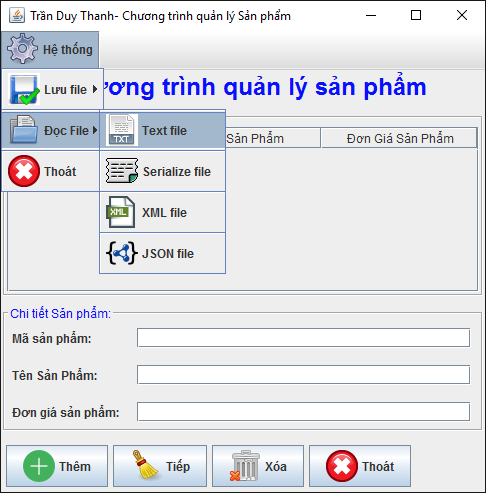 Trần Duy Thanh- Chương trình quản lý Sản phẩm
Hệ thống
ương trình quản lý sản phẩm
Lưu file
Đọc File
Thoát
Text file
Serialize file
XML file
JSON file
TXT
XML
Sản Phẩm
Đơn Giá Sản Phẩm
Chi tiết Sản phẩm:
Mã sản phẩm:
Tên Sản Phẩm:
Đơn giá sản phẩm:
Thêm
Tiếp
Xóa
Thoát